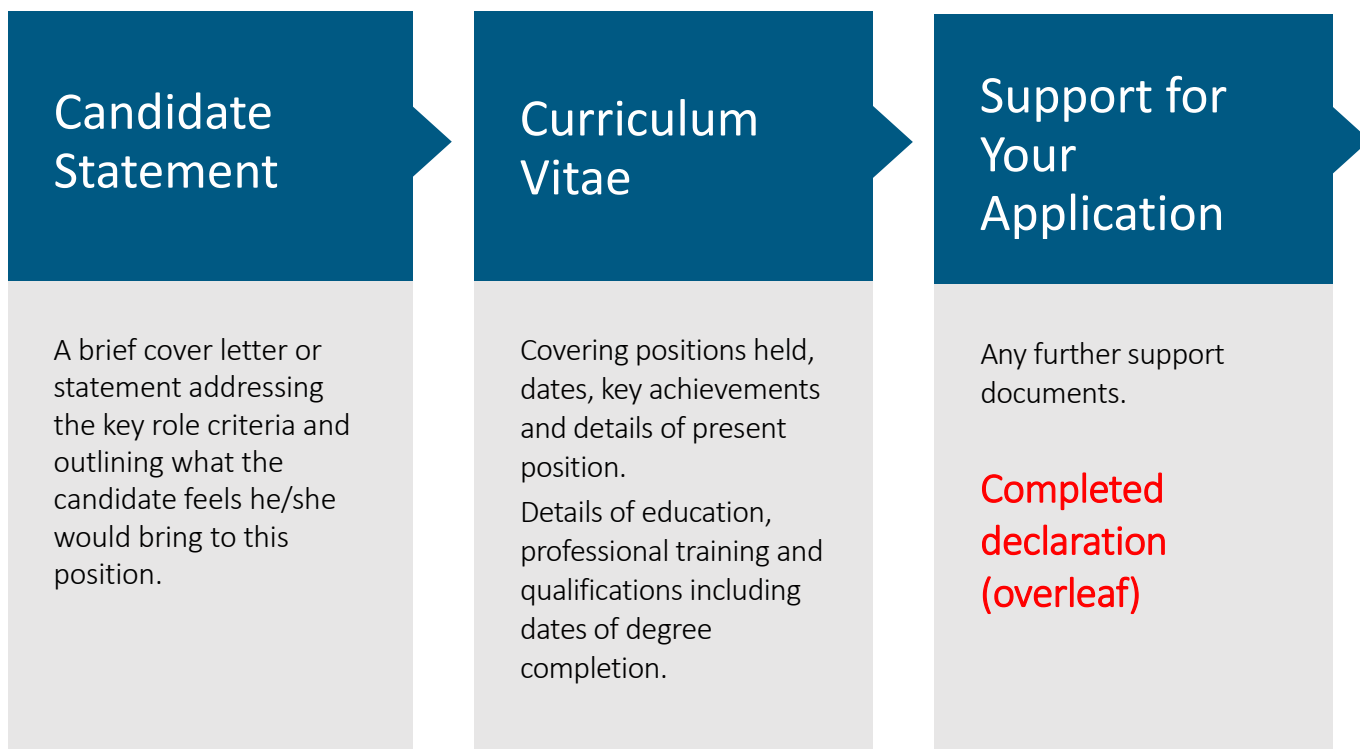 Candidate
Statement
A brief cover letter or
statement addressing
the key role criteria and
outlining what the
candidate feels he/she
would bring to this
position.
Curriculum
Vitae
Covering positions held,
dates, key achievements
and details of present
position.
Details of education,
professional training and
qualifications including
dates of degree
completion.
Support for
Your
Application
Any further support
documents.
Completed
declaration
(overleaf)